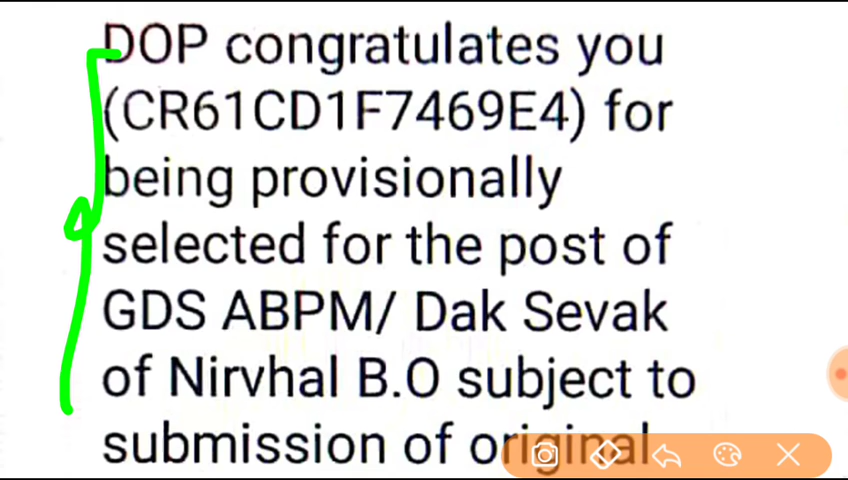 DOP congratulates you
(CR61CD1F7469E4) for
being provisionally
selected for the post of
GDS ABPM/ Dak Sevak
of Nirvhal B.O subject to
submission of original